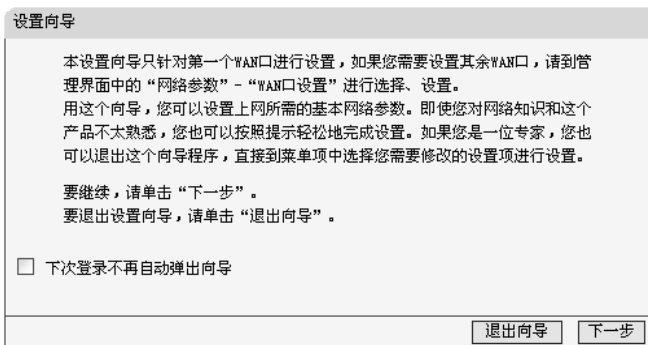 设置向导
本设置向导只针对第一个WAN口进行设置，如果您需要设置其余WAN口，请到管
理界面中的“网络参数”-“WAN口设置”进行选择、设置。
用这个向导，您可以设置上网所需的基本网络参数。即使您对网络知识和这个
产品不太熟悉，您也可以按照提示轻松地完成设置。如果您是一位专家，您也
可以退出这个向导程序，直接到菜单项中选择您需要修改的设置项进行设置。
要继续，请单击“下一步”。
要退出设置向导，请单击“退出向导”。
下次登录不再自动弹出向导
退出向导 下一步